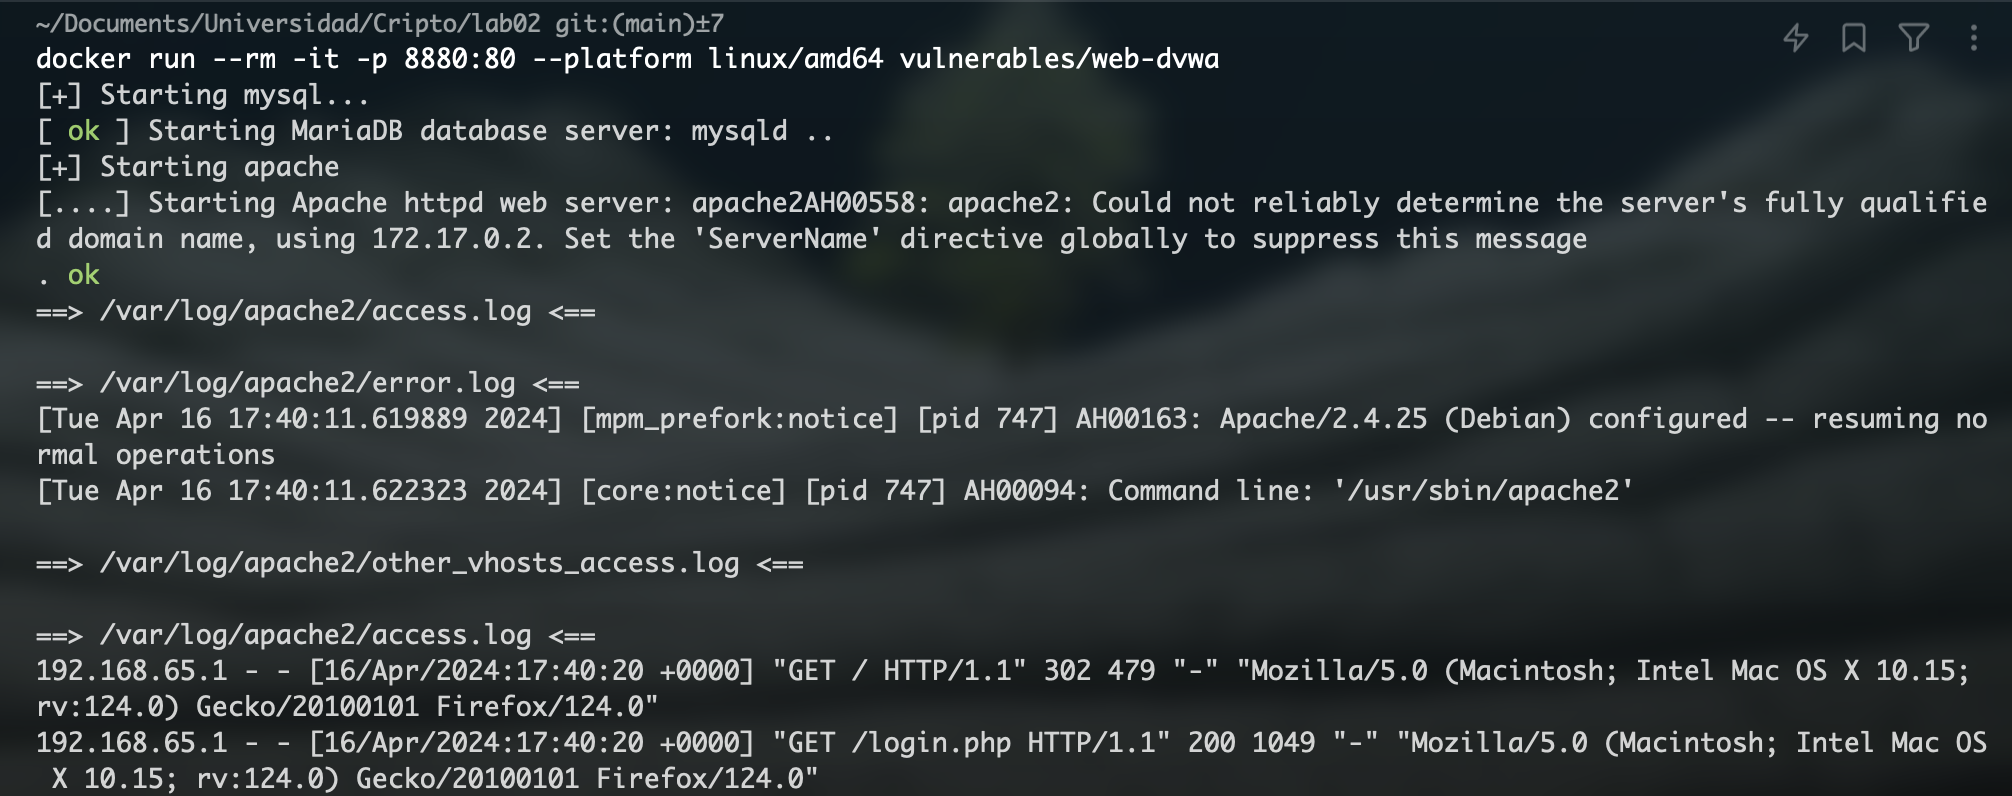 ~/Documents/Universidad/Cripto/lab02 git:(main)±7
docker run --rm -it -p 8880:80 --platform linux/amd64 vulnerables/web-dvwa
[+] Starting mysql...
[ ok ] Starting MariaDB database server: mysqld ..
[+] Starting apache
[....] Starting Apache httpd web server: apache2AH00558: apache2: Could not reliably determine the server's fully qualifie
d domain name, using 172.17.0.2. Set the 'ServerName' directive globally to suppress this message
. ok
==> /var/log/apache2/access.log <==
==> /var/log/apache2/error.log <==
[Tue Apr 16 17:40:11.619889 2024] [mpm_prefork:notice] [pid 747] AH00163: Apache/2.4.25 (Debian) configured -- resuming no
rmal operations
[Tue Apr 16 17:40:11.622323 2024] [core:notice] [pid 747] AH00094: Command line: '/usr/sbin/apache2'
==> /var/log/apache2/other_vhosts_access.log <==
==> /var/log/apache2/access.log <==
192.168.65.1 - - [16/Apr/2024:17:40:20 +0000] "GET / HTTP/1.1" 302 479 "-" "Mozilla/5.0 (Macintosh; Intel Mac OS X 10.15;
rv:124.0) Gecko/20100101 Firefox/124.0"
192.168.65.1 - - [16/Apr/2024:17:40:20 +0000] "GET /login.php HTTP/1.1" 200 1049 "-" "Mozilla/5.0 (Macintosh; Intel Mac OS
X 10.15; rv:124.0) Gecko/20100101 Firefox/124.0"